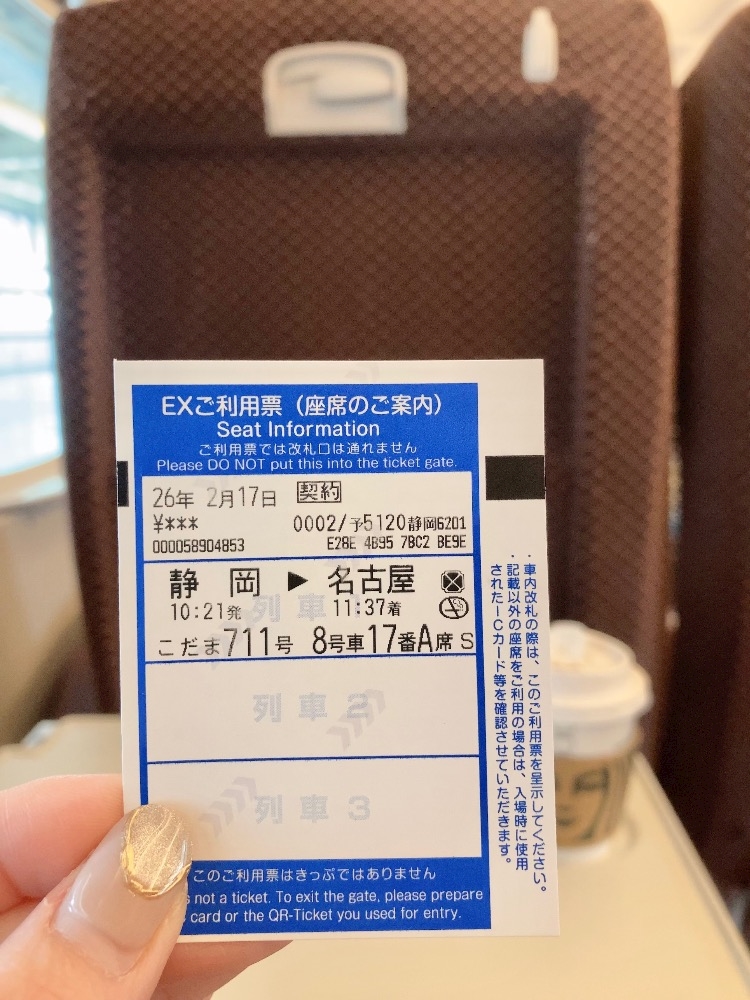 EXご利用票（座席のご案内）
Seat Information
ご利用票では改札口は通れません
Please DO NOT put this into the ticket gate.
26年 2月17日 契約
¥*** 0002/予5120静岡6201
000058904853 E28E 4B95 7BC2 BE9E
静 岡 ▶ 名古屋
列車
10:21発 11:37着
こだま711号 8号車17番A席 S
列車2
列車3
このご利用票はきっぷではありません
not a ticket. To exit the gate, please prepare
card or the QR-Ticket you used for entry.
・車内改札の際は、このご利用票を呈示してください。
・記載以外の座席をご利用の場合は、入場時に使用
されたICカード等を確認させていただきます。